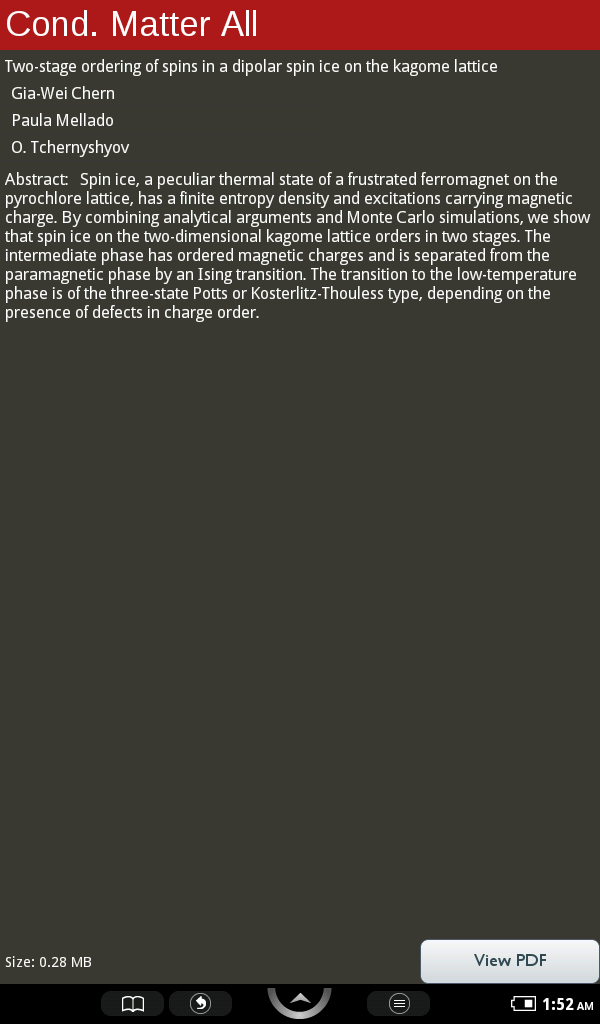 Cond. Matter All
Two-stage ordering of spins in a dipolar spin ice on the kagome lattice
Gia-Wei Chern
Paula Mellado
O. Tchernyshyov
Abstract:   Spin ice, a peculiar thermal state of a frustrated ferromagnet on the
pyrochlore lattice, has a finite entropy density and excitations carrying magnetic
charge. By combining analytical arguments and Monte Carlo simulations, we show
that spin ice on the two-dimensional kagome lattice orders in two stages. The
intermediate phase has ordered magnetic charges and is separated from the
paramagnetic phase by an Ising transition. The transition to the low-temperature
phase is of the three-state Potts or Kosterlitz-Thouless type, depending on the
presence of defects in charge order.
Size: 0.28 MB
View PDF
1:52 AM